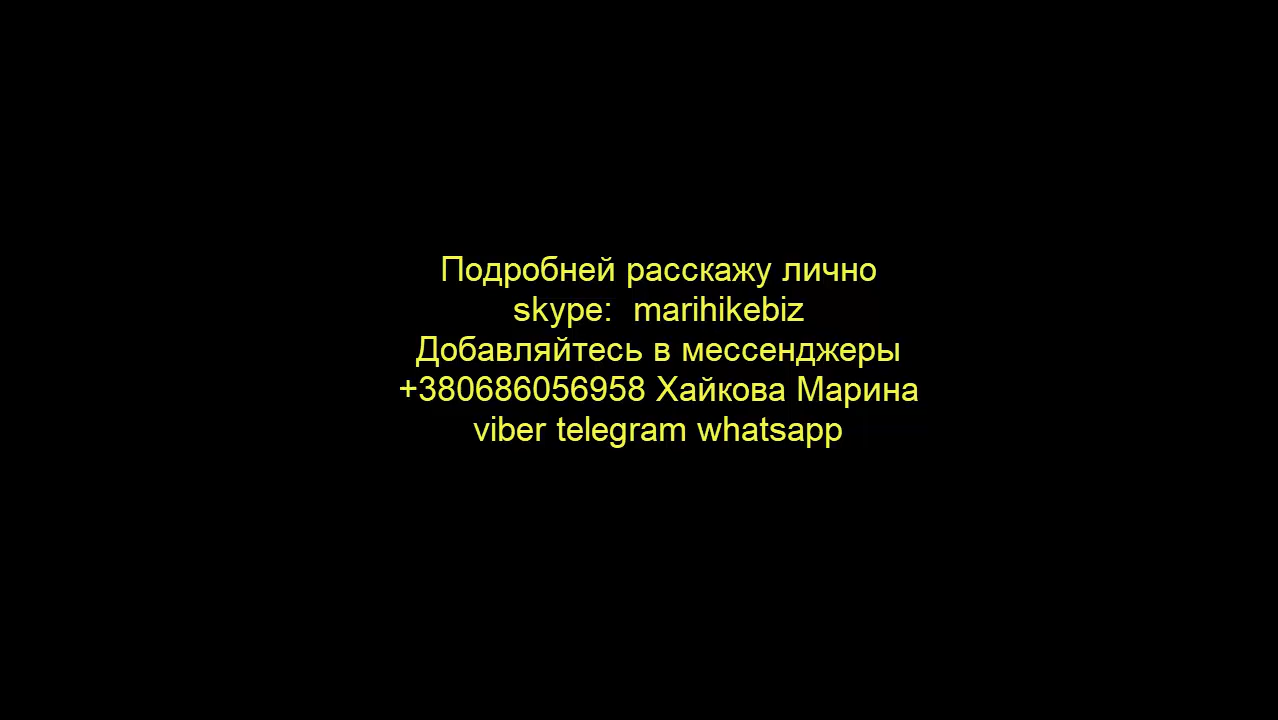 Подробней расскажу лично
skype:  marihikebiz
Добавляйтесь в мессенджеры
+380686056958 Хайкова Марина
viber telegram whatsapp